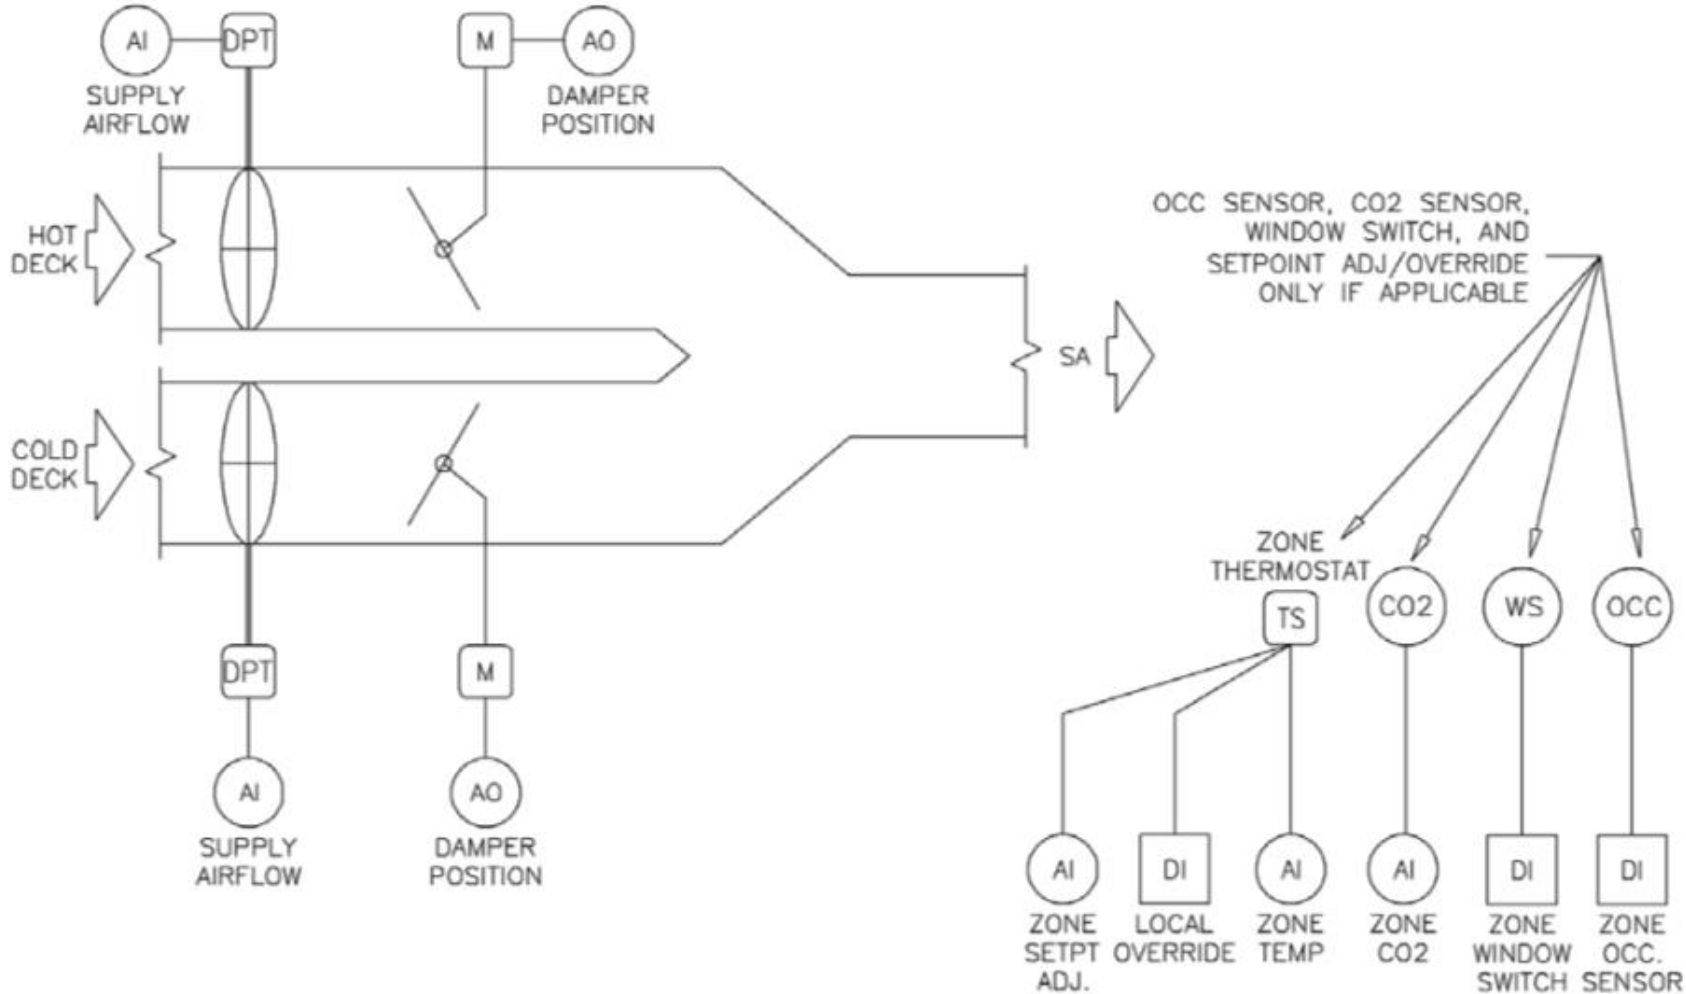 AI
DPT
M
AO
SUPPLY
AIRFLOW
DAMPER
POSITION
HOT
DECK
COLD
DECK
SA
DPT
M
AI
AO
SUPPLY
AIRFLOW
DAMPER
POSITION
OCC SENSOR, CO2 SENSOR,
WINDOW SWITCH, AND
SETPOINT ADJ/OVERRIDE
ONLY IF APPLICABLE
ZONE
THERMOSTAT
TS
CO2
WS
OCC
AI
DI
AI
AI
DI
DI
ZONE
SETPT
ADJ.
LOCAL
OVERRIDE
ZONE
TEMP
ZONE
CO2
ZONE
WINDOW
SWITCH
ZONE
OCC.
SENSOR